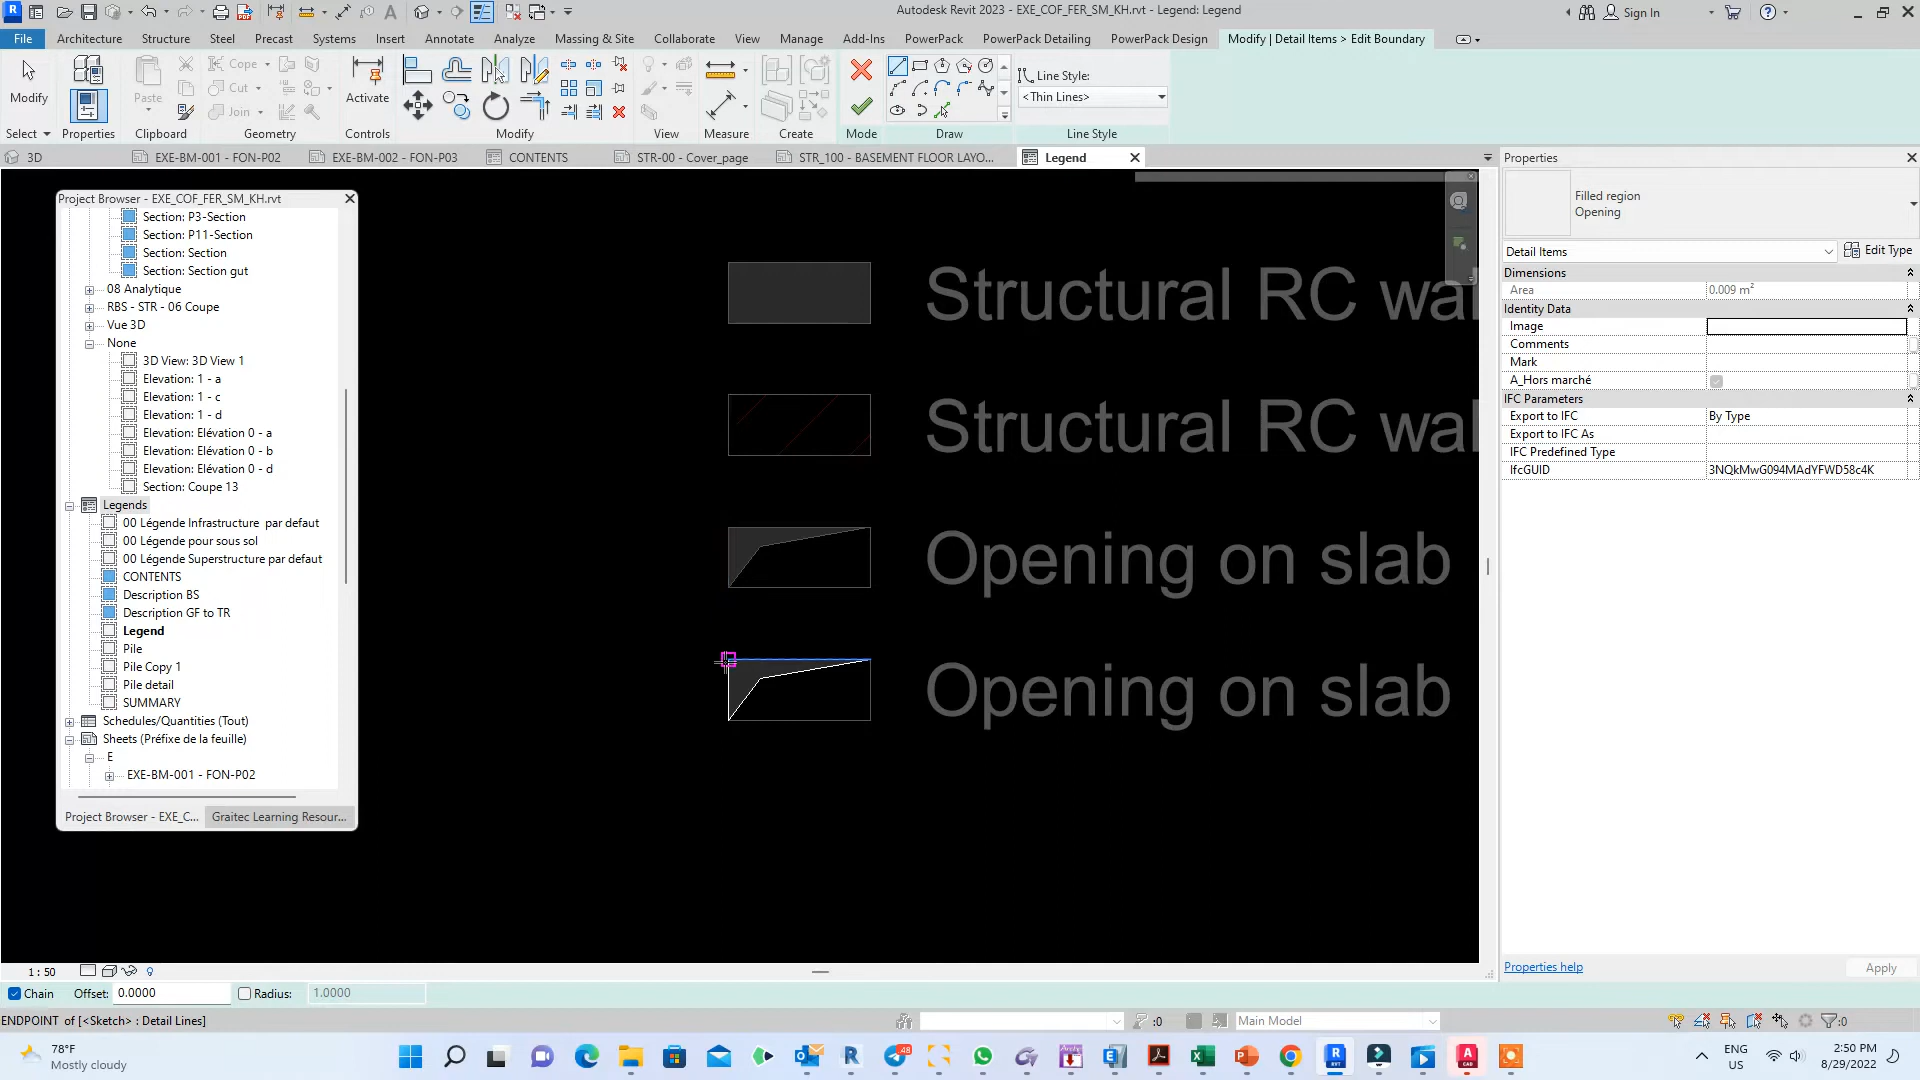 Autodesk Revit 2023 - EXE_COF_FER_SM_KH.rvt - Legend: Legend
Sign In
File Architecture Structure Steel Precast Systems Insert Annotate Analyze Massing & Site Collaborate View Manage Add-Ins PowerPack PowerPack Detailing PowerPack Design Modify | Detail Items > Edit Boundary
Modify
Paste
Cope
Cut
Join
Activate
Line Style:
<Thin Lines>
Select Properties Clipboard Geometry Controls Modify View Measure Create Mode Draw Line Style
3D EXE-BM-001 - FON-P02 EXE-BM-002 - FON-P03 CONTENTS STR-00 - Cover_page STR_100 - BASEMENT FLOOR LAYO... Legend
Project Browser - EXE_COF_FER_SM_KH.rvt
Section: P3-Section
Section: P11-Section
Section: Section
Section: Section gut
08 Analytique
RBS - STR - 06 Coupe
Vue 3D
None
3D View: 3D View 1
Elevation: 1 - a
Elevation: 1 - c
Elevation: 1 - d
Elevation: Elévation 0 - a
Elevation: Elévation 0 - b
Elevation: Elévation 0 - d
Section: Coupe 13
Legends
00 Légende Infrastructure par defaut
00 Légende pour sous sol
00 Légende Superstructure par defaut
CONTENTS
Description BS
Description GF to TR
Legend
Pile
Pile Copy 1
Pile detail
SUMMARY
Schedules/Quantities (Tout)
Sheets (Préfixe de la feuille)
E
EXE-BM-001 - FON-P02
Project Browser - EXE_C... Graitec Learning Resour...
Structural RC wal
Structural RC wal
Opening on slab
Opening on slab
Properties
Filled region
Opening
Detail Items Edit Type
Dimensions
Area 0.009 m²
Identity Data
Image
Comments
Mark
A_Hors marché
IFC Parameters
Export to IFC By Type
Export to IFC As
IFC Predefined Type
IfcGUID 3NQkMwG094MAdYFWD58c4K
Properties help Apply
1 : 50
Chain Offset: 0.0000 Radius: 1.0000
ENDPOINT of [<Sketch> : Detail Lines] :0 Main Model :0
78°F
Mostly cloudy
48
ENG
US
2:50 PM
8/29/2022